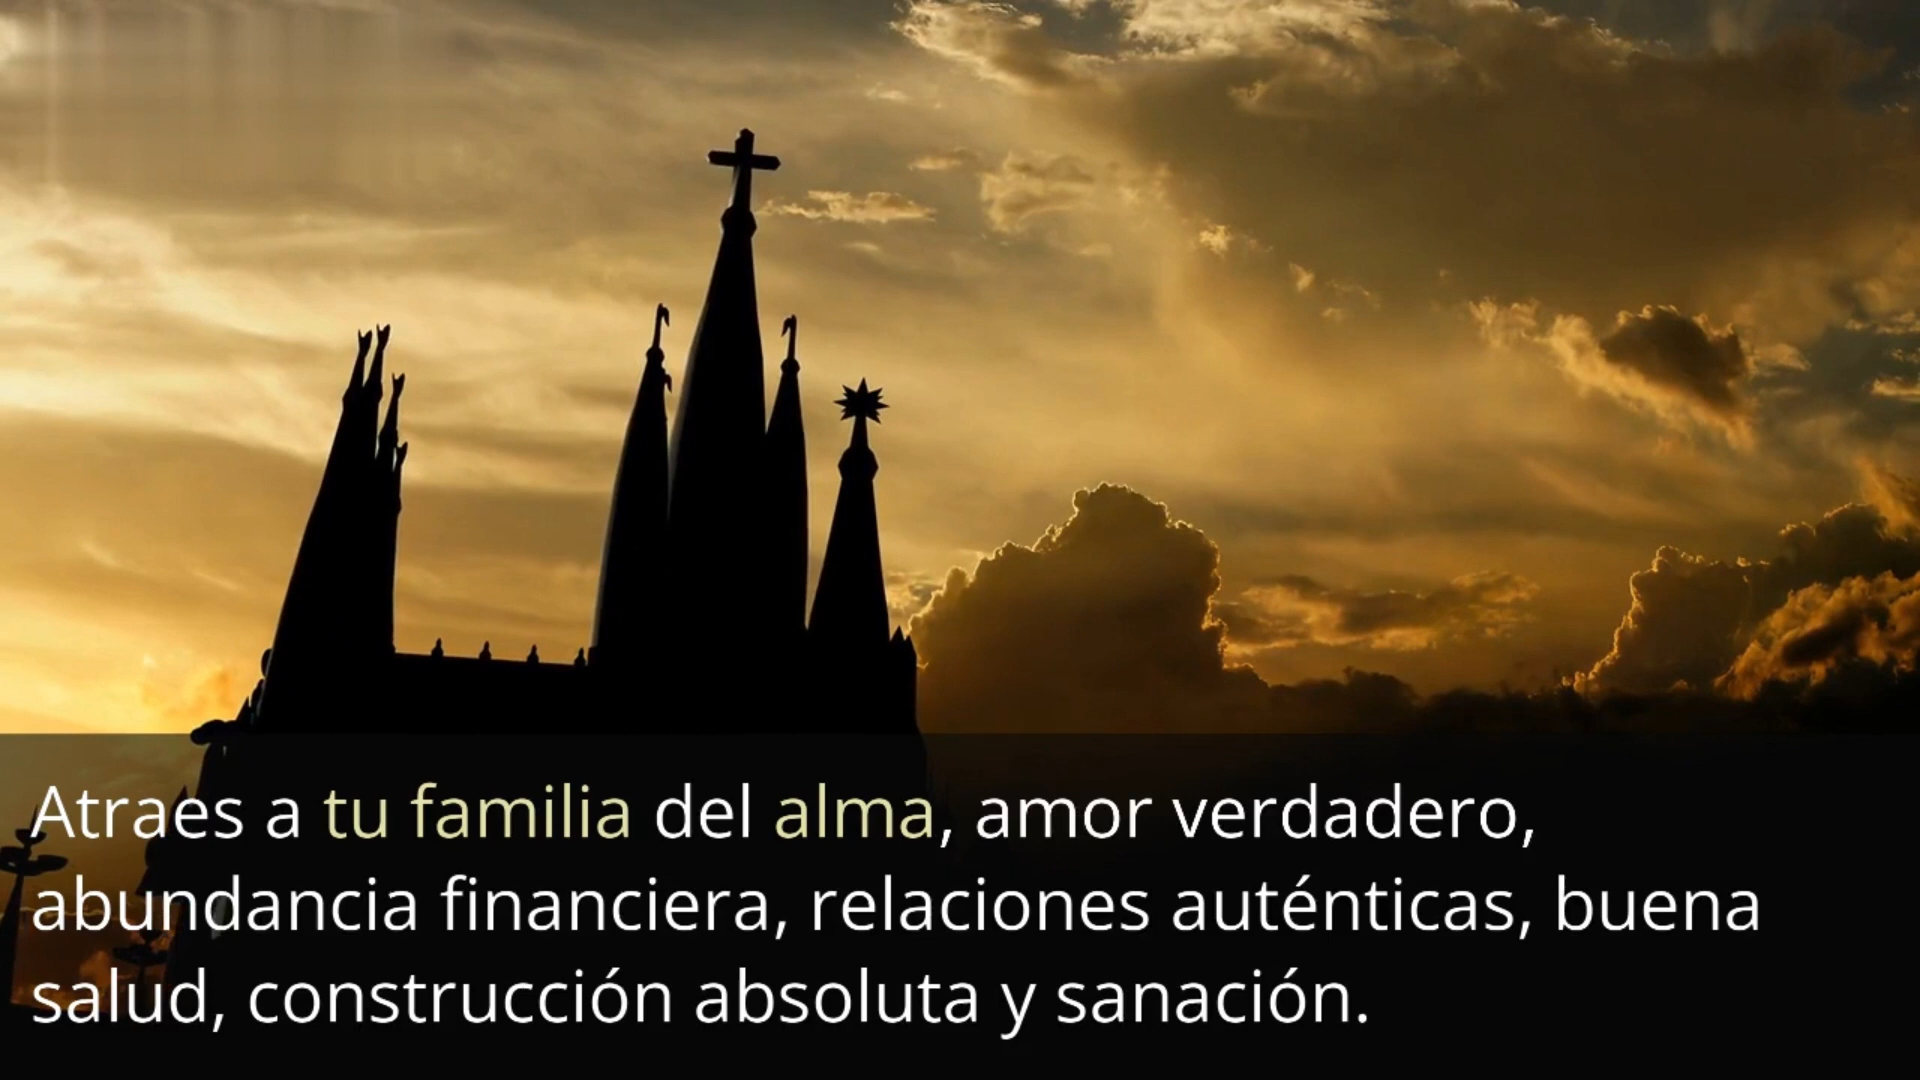 Atraes a tu familia del alma, amor verdadero,
abundancia financiera, relaciones auténticas, buena
salud, construcción absoluta y sanación.